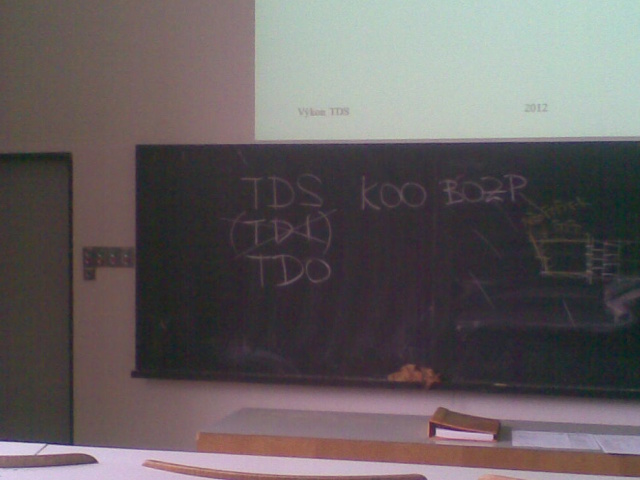 Výkon TDS 2012
TDS KOO BOZP
(TDI)
TDO